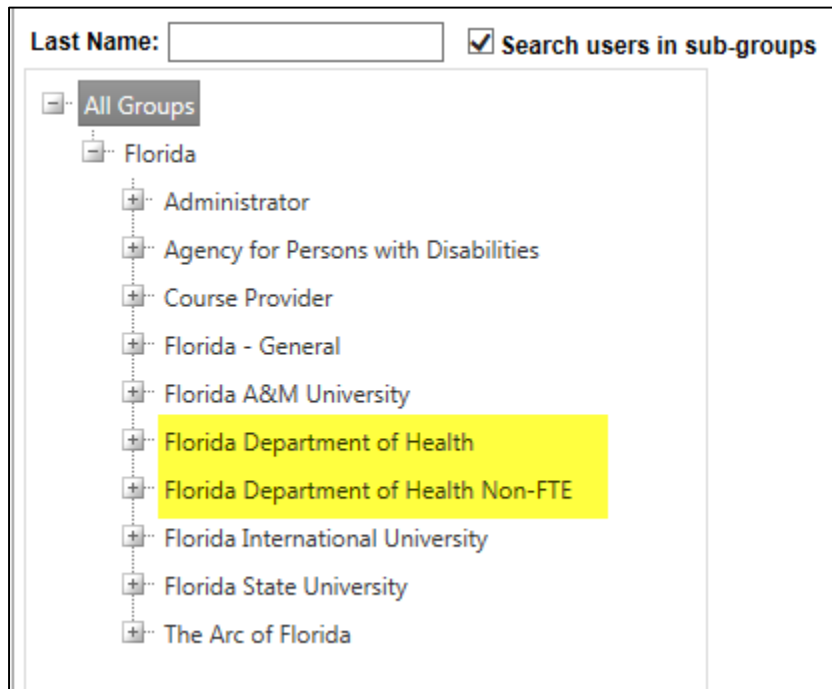 Last Name: Search users in sub-groups
All Groups
Florida
Administrator
Agency for Persons with Disabilities
Course Provider
Florida - General
Florida A&M University
Florida Department of Health
Florida Department of Health Non-FTE
Florida International University
Florida State University
The Arc of Florida